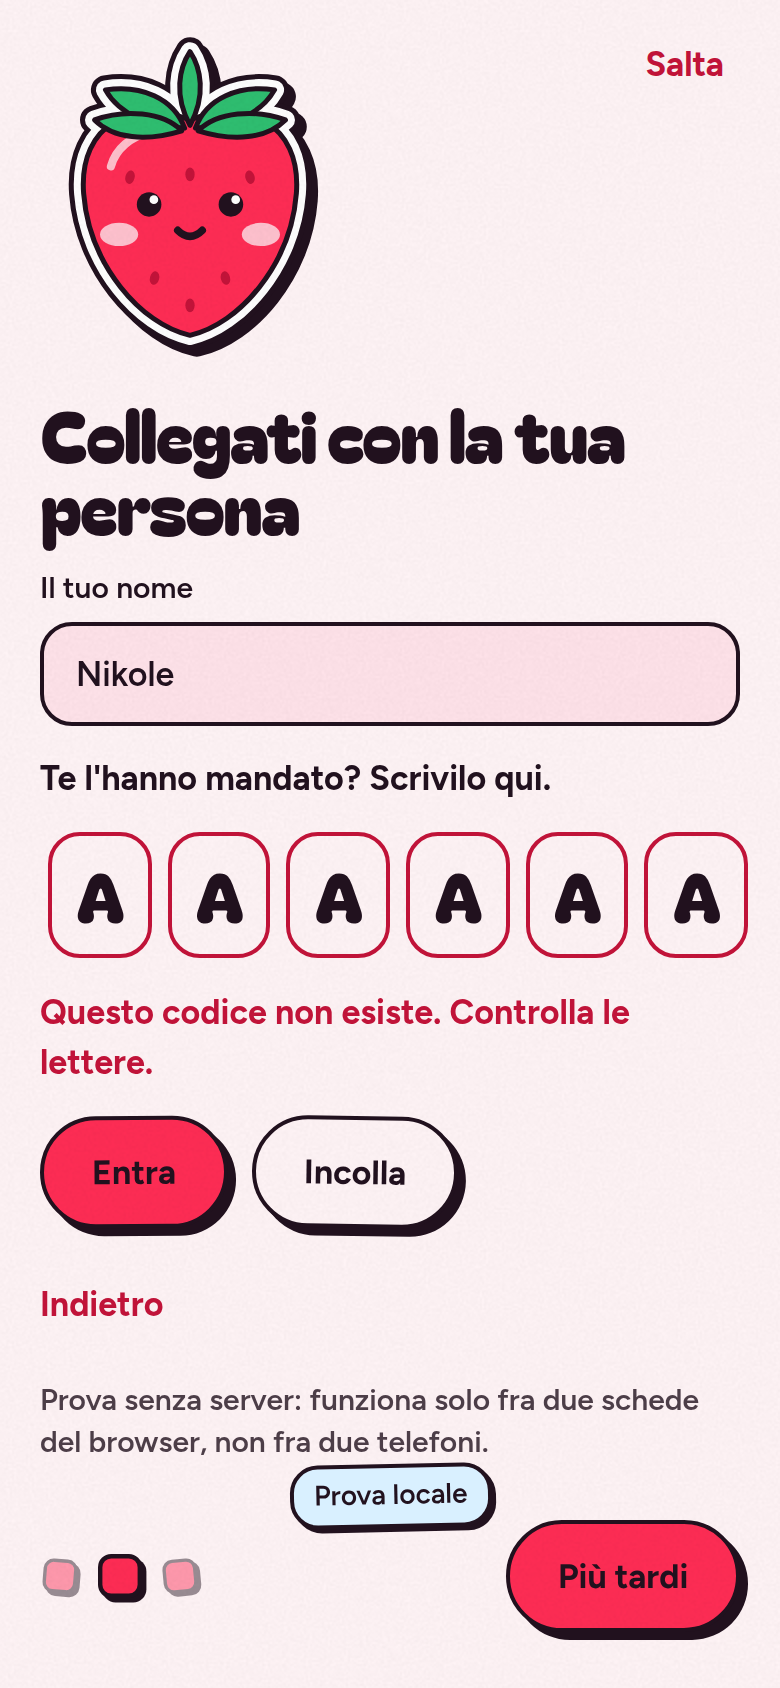 Salta
Collegati con la tua
persona
Il tuo nome
Nikole
Te l'hanno mandato? Scrivilo qui.
A A A A A A
Questo codice non esiste. Controlla le
lettere.
Entra Incolla
Indietro
Prova senza server: funziona solo fra due schede
del browser, non fra due telefoni.
Prova locale
Più tardi